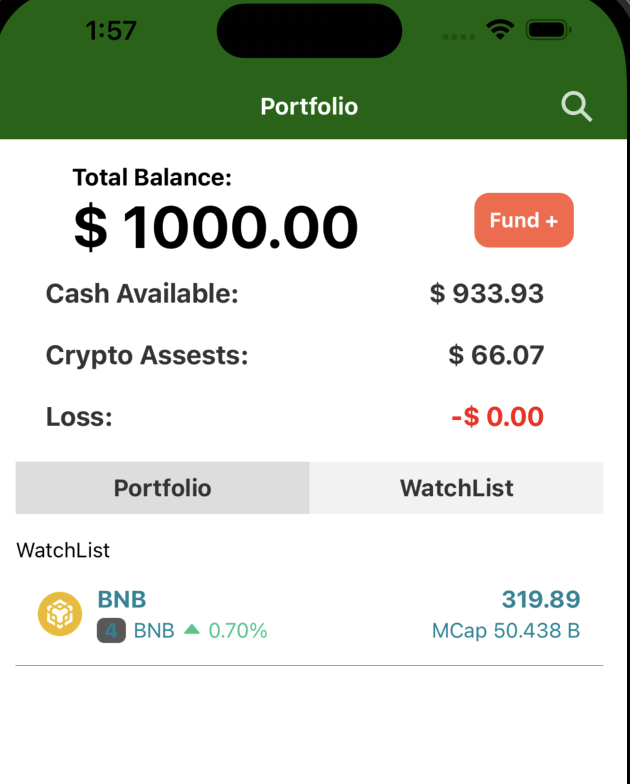 1:57
Portfolio
Total Balance:
$ 1000.00
Fund +
Cash Available:
$ 933.93
Crypto Assests:
$ 66.07
Loss:
-$ 0.00
Portfolio
WatchList
WatchList
BNB
319.89
4 BNB 0.70%
MCap 50.438 B